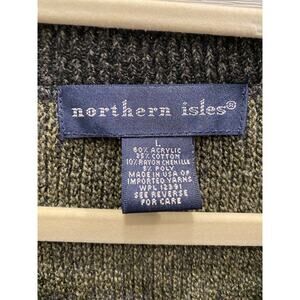 northern isles®
L
60% ACRYLIC
25% COTTON
10% RAYON CHENILLE
5% POLY
MADE IN USA OF
IMPORTED YARNS
WPL 12391
SEE REVERSE
FOR CARE